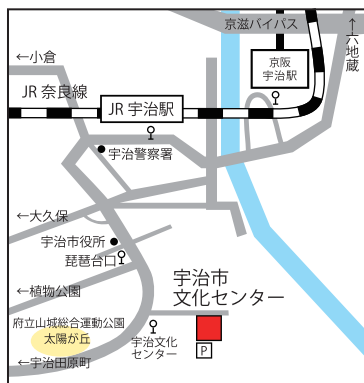 京滋バイパス
←六地蔵
←小倉
京阪
宇治駅
JR 奈良線
JR 宇治駅
宇治警察署
←大久保
宇治市役所
琵琶台口
←植物公園
宇治市
文化センター
府立山城総合運動公園
太陽が丘
宇治文化
センター
P
←宇治田原町